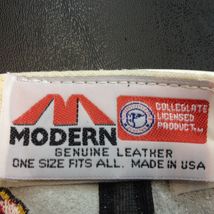 COLLEGIATE
LICENSED
PRODUCT
MODERN
GENUINE LEATHER
ONE SIZE FITS ALL. MADE IN USA